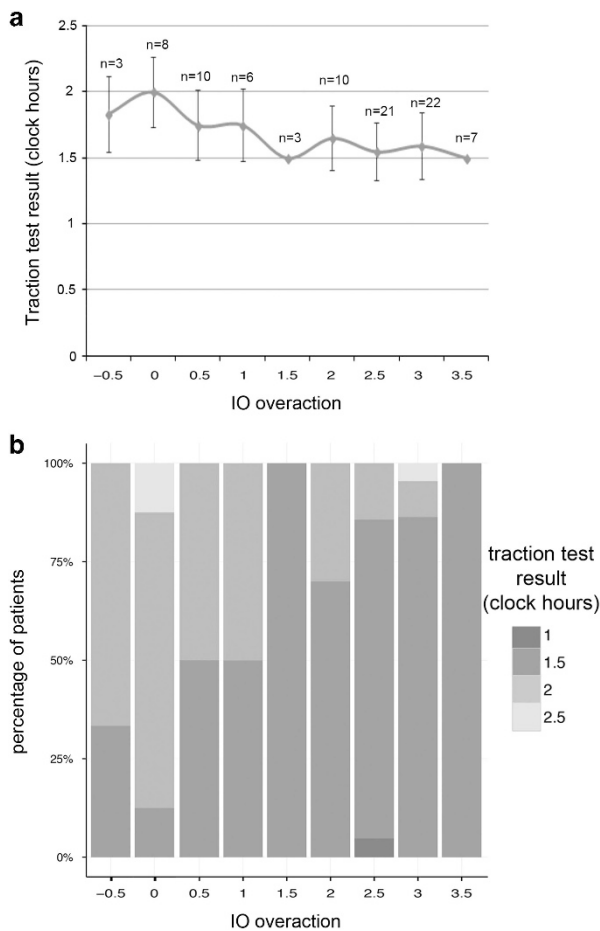 a
Traction test result (clock hours)
2.5
2
1.5
1
0.5
0
n=3
n=8
n=10
n=6
n=3
n=10
n=21
n=22
n=7
−0.5 0 0.5 1 1.5 2 2.5 3 3.5
IO overaction
b
percentage of patients
100%
75%
50%
25%
0%
−0.5 0 0.5 1 1.5 2 2.5 3 3.5
IO overaction
traction test
result
(clock hours)
1
1.5
2
2.5